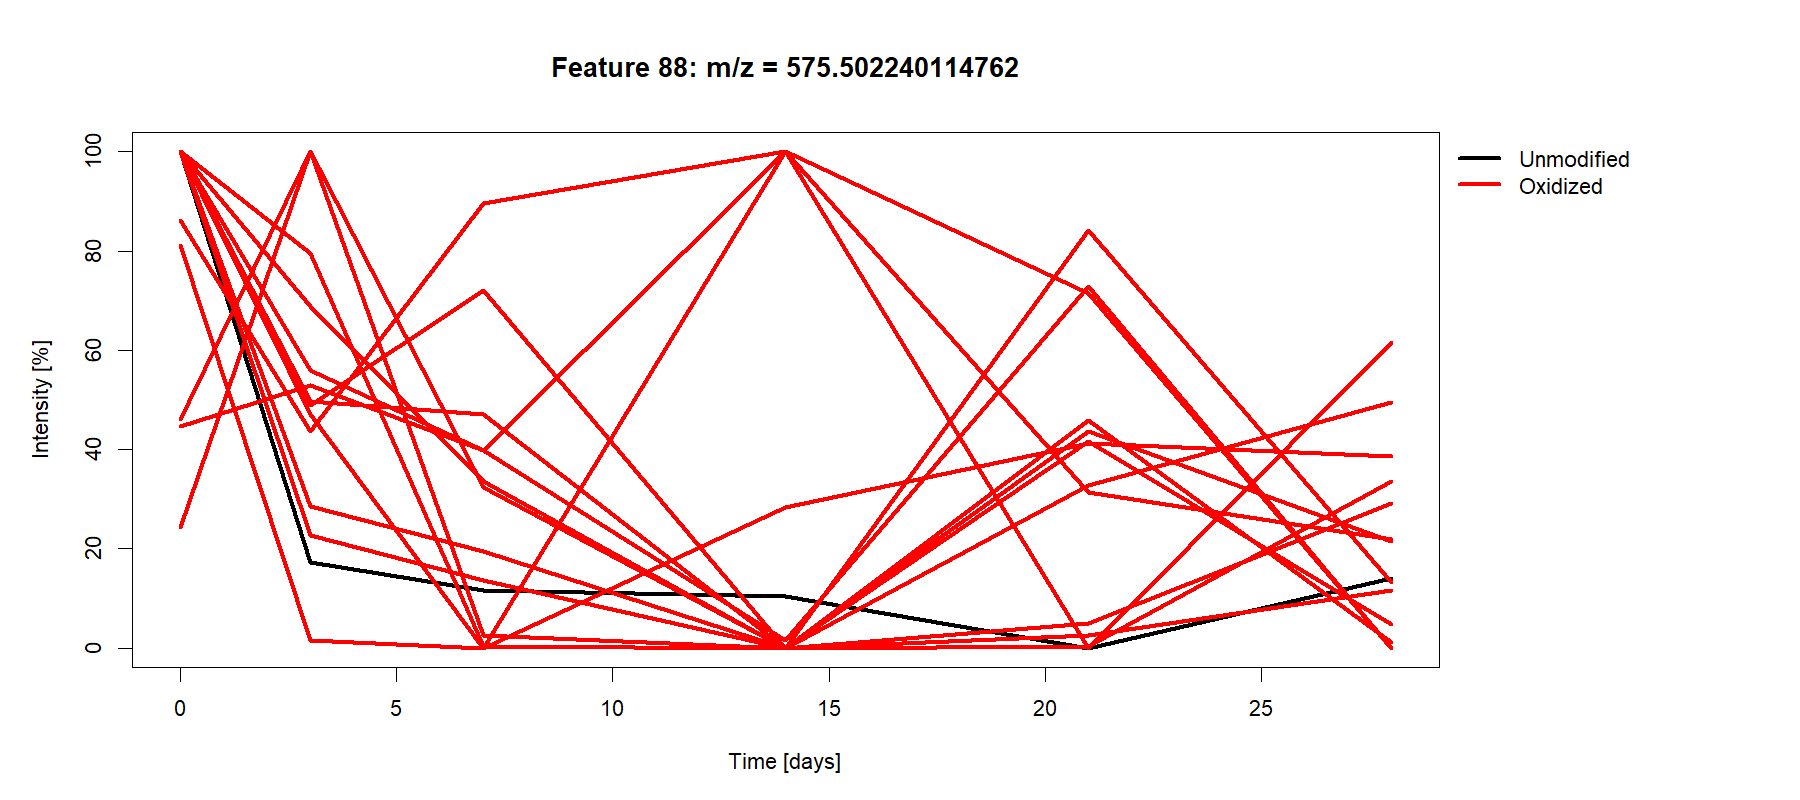 Feature 88: m/z = 575.502240114762
Unmodified
Oxidized
Intensity [%]
100
80
60
40
20
0
0 5 10 15 20 25
Time [days]